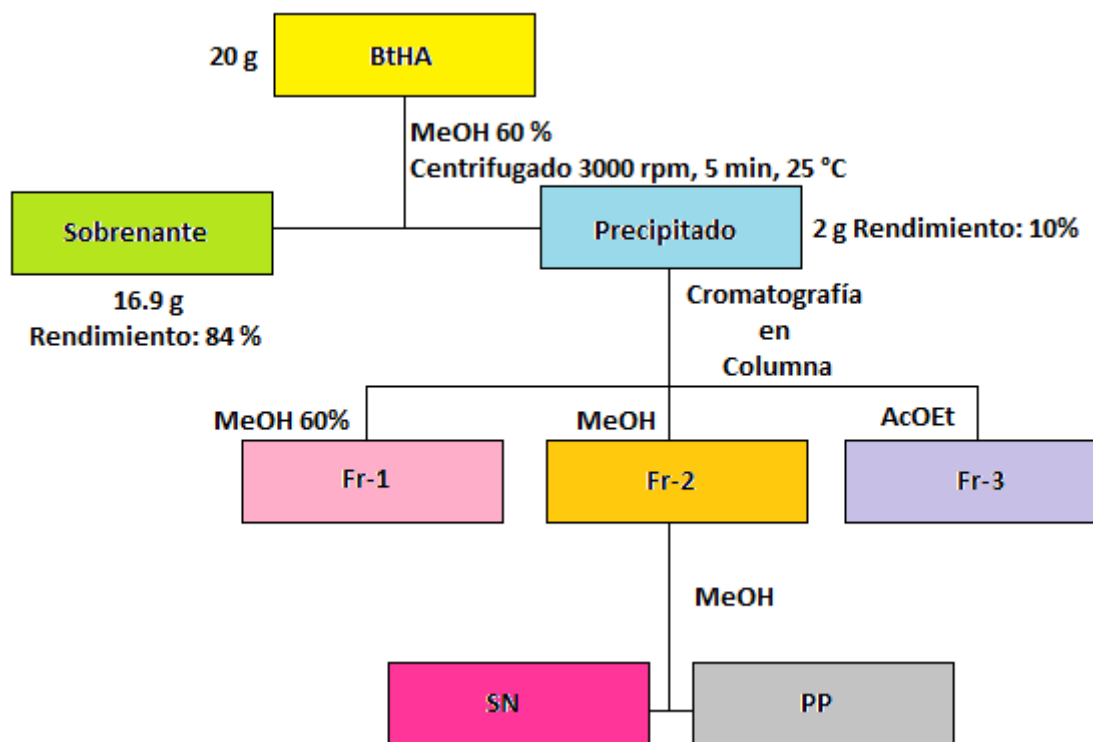 20 g
BtHA
MeOH 60 %
Centrifugado 3000 rpm, 5 min, 25 °C
Sobrenante
Precipitado
2 g Rendimiento: 10%
16.9 g
Rendimiento: 84 %
Cromatografía
en
Columna
MeOH 60%
MeOH
AcOEt
Fr-1
Fr-2
Fr-3
MeOH
SN
PP